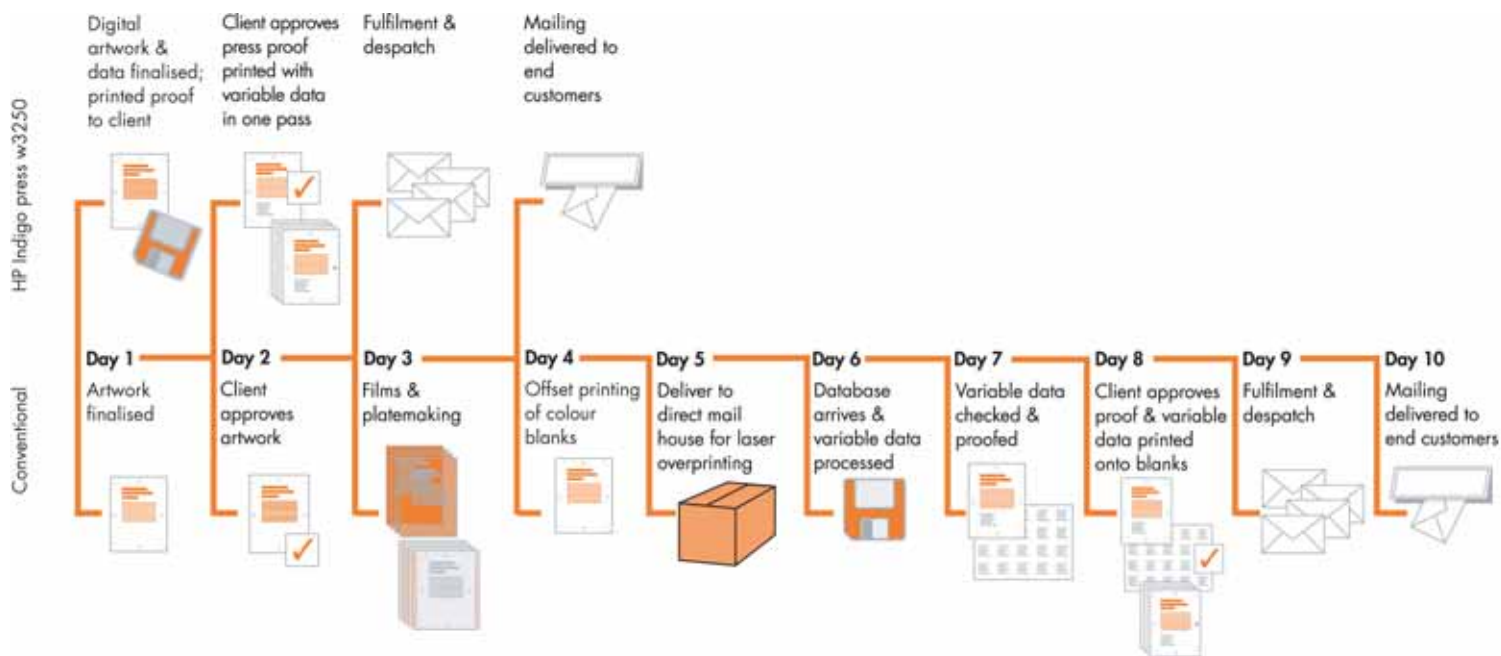 HP Indigo press w3250
Digital
artwork &
data finalised;
printed proof
to client
Client approves
press proof
printed with
variable data
in one pass
Fulfilment &
despatch
Mailing
delivered to
end
customers
Conventional
Day 1
Artwork
finalised
Day 2
Client
approves
artwork
Day 3
Films &
platemaking
Day 4
Offset printing
of colour
blanks
Day 5
Deliver to
direct mail
house for laser
overprinting
Day 6
Database
arrives &
variable data
processed
Day 7
Variable data
checked &
proofed
Day 8
Client approves
proof & variable
data printed
onto blanks
Day 9
Fulfilment &
despatch
Day 10
Mailing
delivered to
end customers